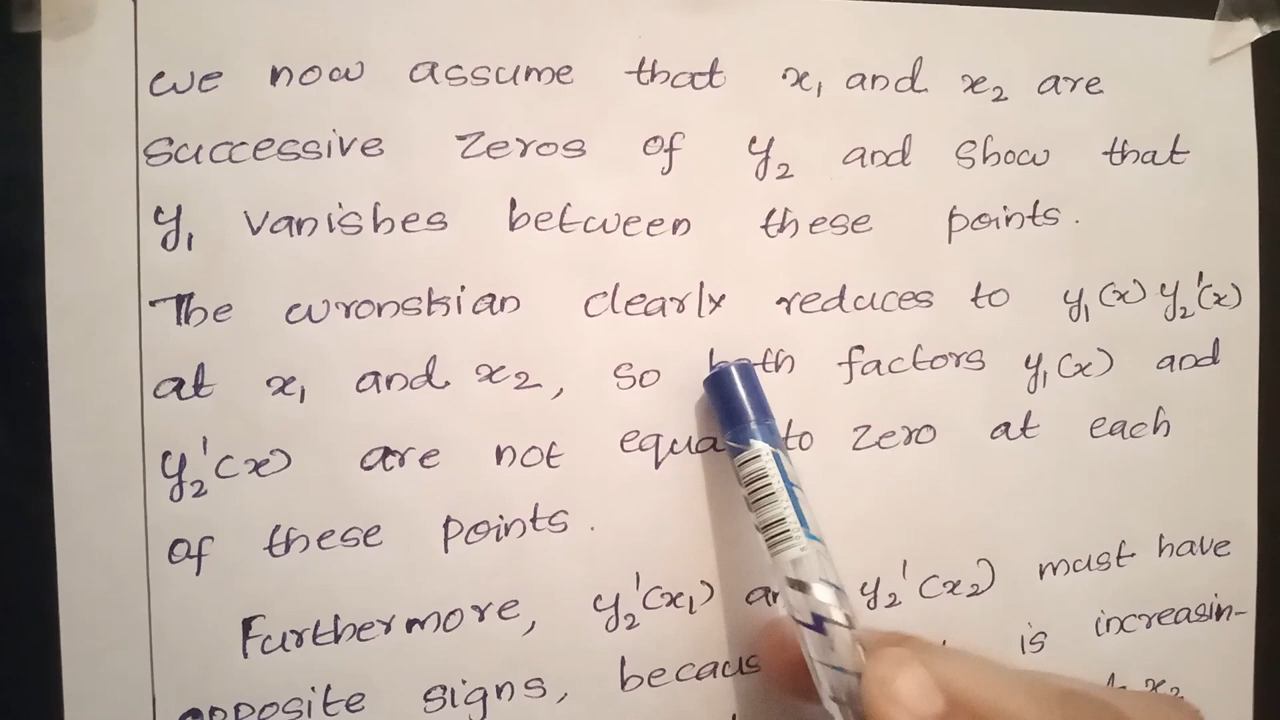 we now assume that x₁ and x₂ are
successive zeros of y₂ and show that
y₁ vanishes between these points.
The wronskian clearly reduces to y₁(x) y₂'(x)
at x₁ and x₂, so both factors y₁(x) and
y₂'(x) are not equal to zero at each
of these points.
Furthermore, y₂'(x₁) and y₂'(x₂) must have
opposite signs, because is increasin-
x₂